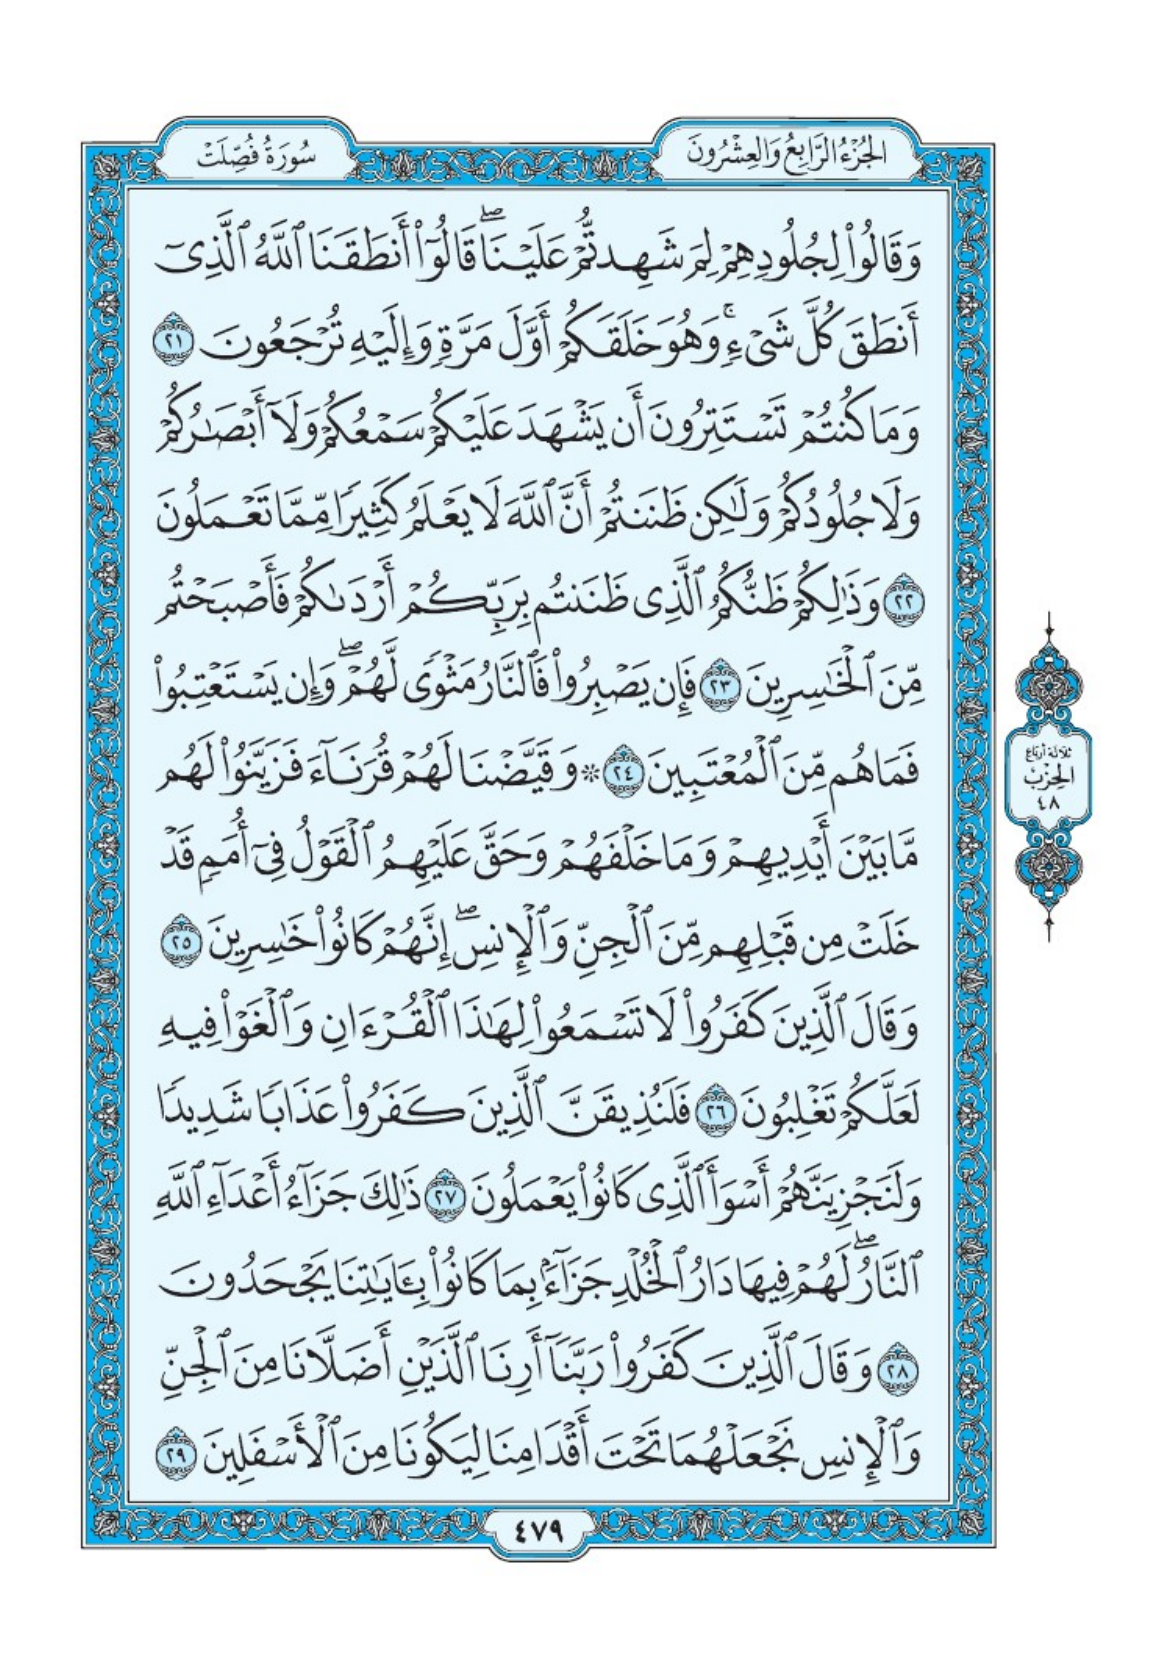 الجُزْءُ الرَّابِعُ وَالعِشْرُونَ
سُورَةُ فُصِّلَتْ
وَقَالُوا۟ لِجُلُودِهِمْ لِمَ شَهِدتُّمْ عَلَيْنَا ۖ قَالُوٓا۟ أَنطَقَنَا ٱللَّهُ ٱلَّذِىٓ
أَنطَقَ كُلَّ شَىْءٍ ۚ وَهُوَ خَلَقَكُمْ أَوَّلَ مَرَّةٍ وَإِلَيْهِ تُرْجَعُونَ ٢١
وَمَا كُنتُمْ تَسْتَتِرُونَ أَن يَشْهَدَ عَلَيْكُمْ سَمْعُكُمْ وَلَآ أَبْصَٰرُكُمْ
وَلَا جُلُودُكُمْ وَلَٰكِن ظَنَنتُمْ أَنَّ ٱللَّهَ لَا يَعْلَمُ كَثِيرًا مِّمَّا تَعْمَلُونَ
٢٢ وَذَٰلِكُمْ ظَنُّكُمُ ٱلَّذِى ظَنَنتُم بِرَبِّكُمْ أَرْدَىٰكُمْ فَأَصْبَحْتُم
مِّنَ ٱلْخَٰسِرِينَ ٢٣ فَإِن يَصْبِرُوا۟ فَٱلنَّارُ مَثْوًى لَّهُمْ ۖ وَإِن يَسْتَعْتِبُوا۟
فَمَا هُم مِّنَ ٱلْمُعْتَبِينَ ٢٤ ۞ وَقَيَّضْنَا لَهُمْ قُرَنَآءَ فَزَيَّنُوا۟ لَهُم
مَّا بَيْنَ أَيْدِيهِمْ وَمَا خَلْفَهُمْ وَحَقَّ عَلَيْهِمُ ٱلْقَوْلُ فِىٓ أُمَمٍ قَدْ
خَلَتْ مِن قَبْلِهِم مِّنَ ٱلْجِنِّ وَٱلْإِنسِ ۖ إِنَّهُمْ كَانُوا۟ خَٰسِرِينَ ٢٥
وَقَالَ ٱلَّذِينَ كَفَرُوا۟ لَا تَسْمَعُوا۟ لِهَٰذَا ٱلْقُرْءَانِ وَٱلْغَوْا۟ فِيهِ
لَعَلَّكُمْ تَغْلِبُونَ ٢٦ فَلَنُذِيقَنَّ ٱلَّذِينَ كَفَرُوا۟ عَذَابًا شَدِيدًا
وَلَنَجْزِيَنَّهُمْ أَسْوَأَ ٱلَّذِى كَانُوا۟ يَعْمَلُونَ ٢٧ ذَٰلِكَ جَزَآءُ أَعْدَآءِ ٱللَّهِ
ٱلنَّارُ ۖ لَهُمْ فِيهَا دَارُ ٱلْخُلْدِ جَزَآءًۢ بِمَا كَانُوا۟ بِـَٔايَٰتِنَا يَجْحَدُونَ
٢٨ وَقَالَ ٱلَّذِينَ كَفَرُوا۟ رَبَّنَآ أَرِنَا ٱلَّذَيْنِ أَضَلَّانَا مِنَ ٱلْجِنِّ
وَٱلْإِنسِ نَجْعَلْهُمَا تَحْتَ أَقْدَامِنَا لِيَكُونَا مِنَ ٱلْأَسْفَلِينَ ٢٩
ثلاثة أرباع
الحِزْب
٤٨
٤٧٩